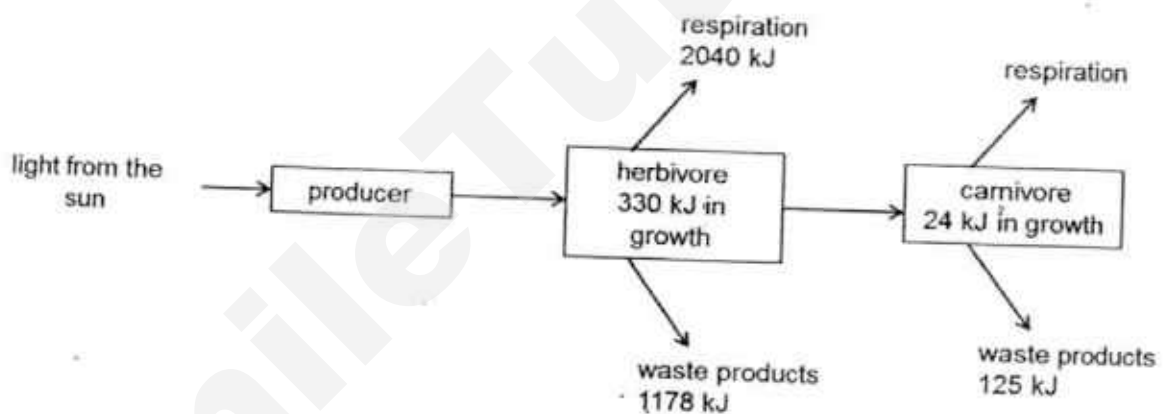 respiration
2040 kJ
respiration
light from the
sun
producer
herbivore
330 kJ in
growth
carnivore
24 kJ in growth
waste products
1178 kJ
waste products
125 kJ